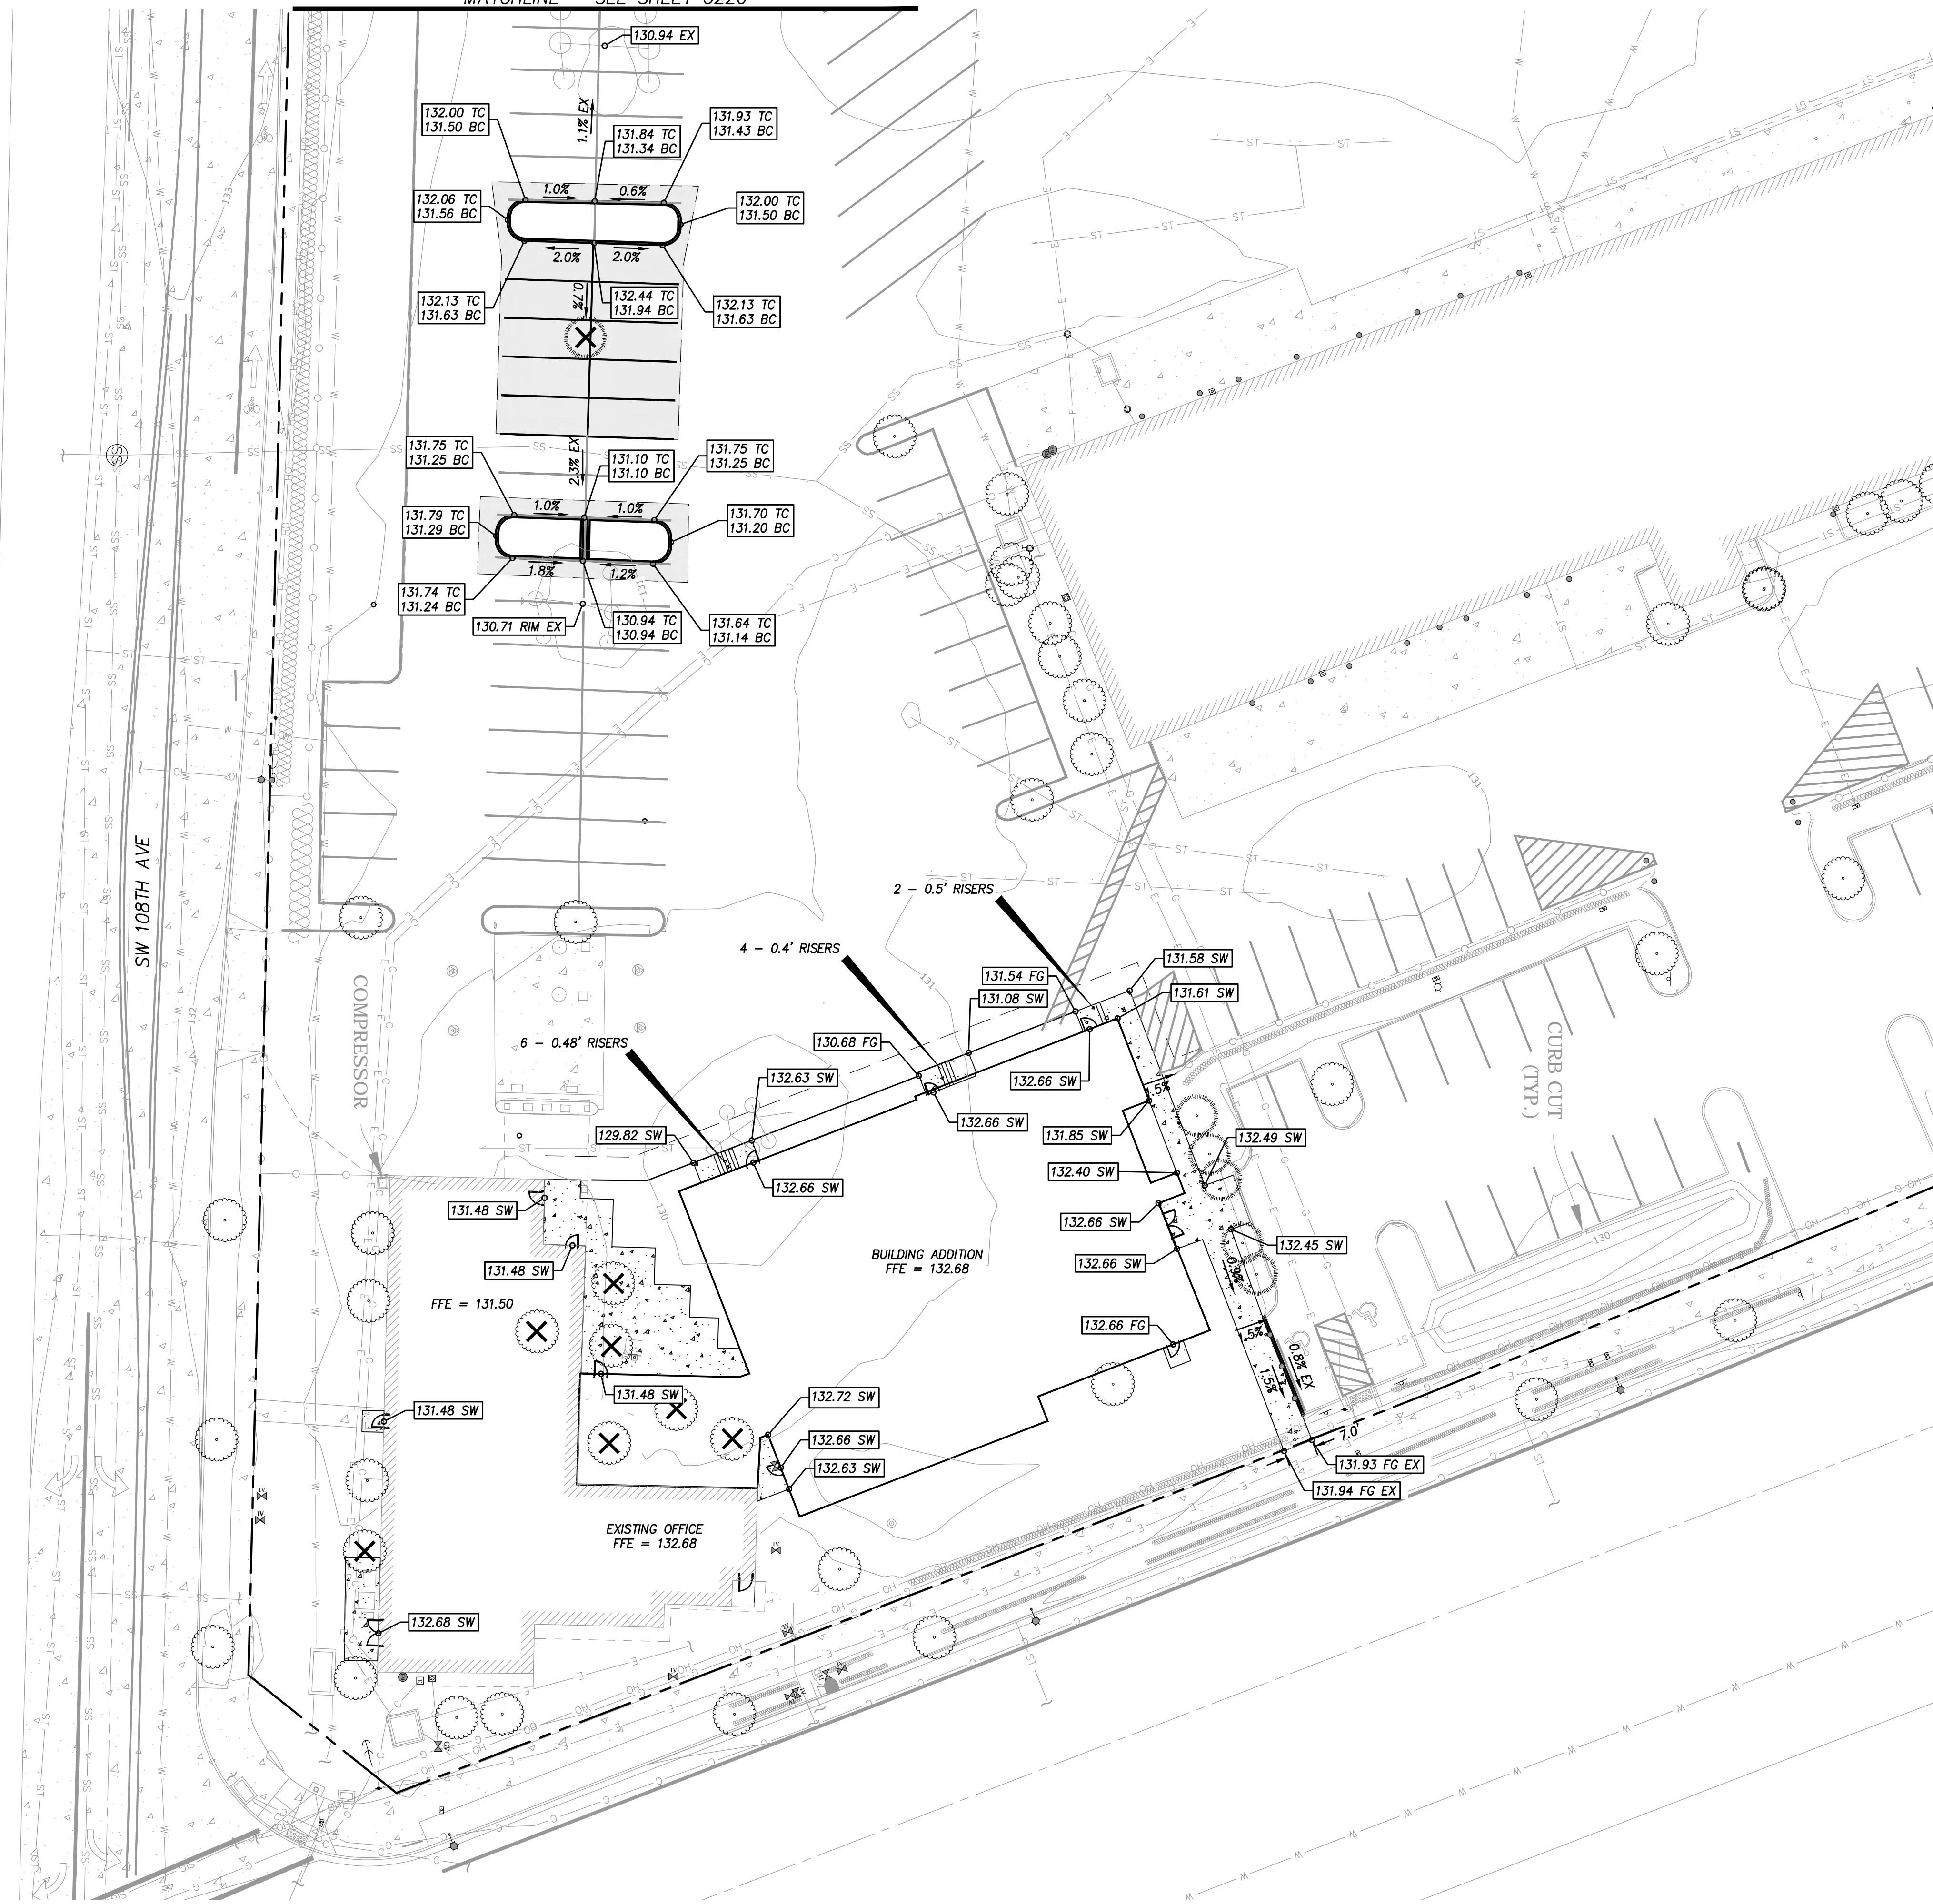 MATCHLINE - SEE SHEET C220
130.94 EX
132.00 TC
131.50 BC
1.1% EX
131.84 TC
131.34 BC
131.93 TC
131.43 BC
132.06 TC
131.56 BC
1.0%
0.6%
132.00 TC
131.50 BC
2.0%
2.0%
132.13 TC
131.63 BC
0.7%
132.44 TC
131.94 BC
132.13 TC
131.63 BC
133
131.75 TC
131.25 BC
2.3% EX
131.10 TC
131.10 BC
131.75 TC
131.25 BC
131.79 TC
131.29 BC
1.0%
1.0%
131.70 TC
131.20 BC
1.8%
1.2%
131
131.74 TC
131.24 BC
130.71 RIM EX
130.94 TC
130.94 BC
131.64 TC
131.14 BC
SW 108TH AVE
131
2 - 0.5' RISERS
4 - 0.4' RISERS
131
131.54 FG
131.58 SW
131.08 SW
131.61 SW
132
COMPRESSOR
6 - 0.48' RISERS
130.68 FG
132.63 SW
132.66 SW
CURB CUT
(TYP.)
1.5%
129.82 SW
132.66 SW
131.85 SW
132.49 SW
132.40 SW
132.66 SW
131.48 SW
130
132.66 SW
132.45 SW
130
131.48 SW
BUILDING ADDITION
FFE = 132.68
132.66 SW
0.9%
FFE = 131.50
132.66 FG
.5%
0.8% EX
1.5%
131.48 SW
131.48 SW
132.72 SW
7.0'
132.66 SW
132.63 SW
131.93 FG EX
131.94 FG EX
EXISTING OFFICE
FFE = 132.68
132.68 SW